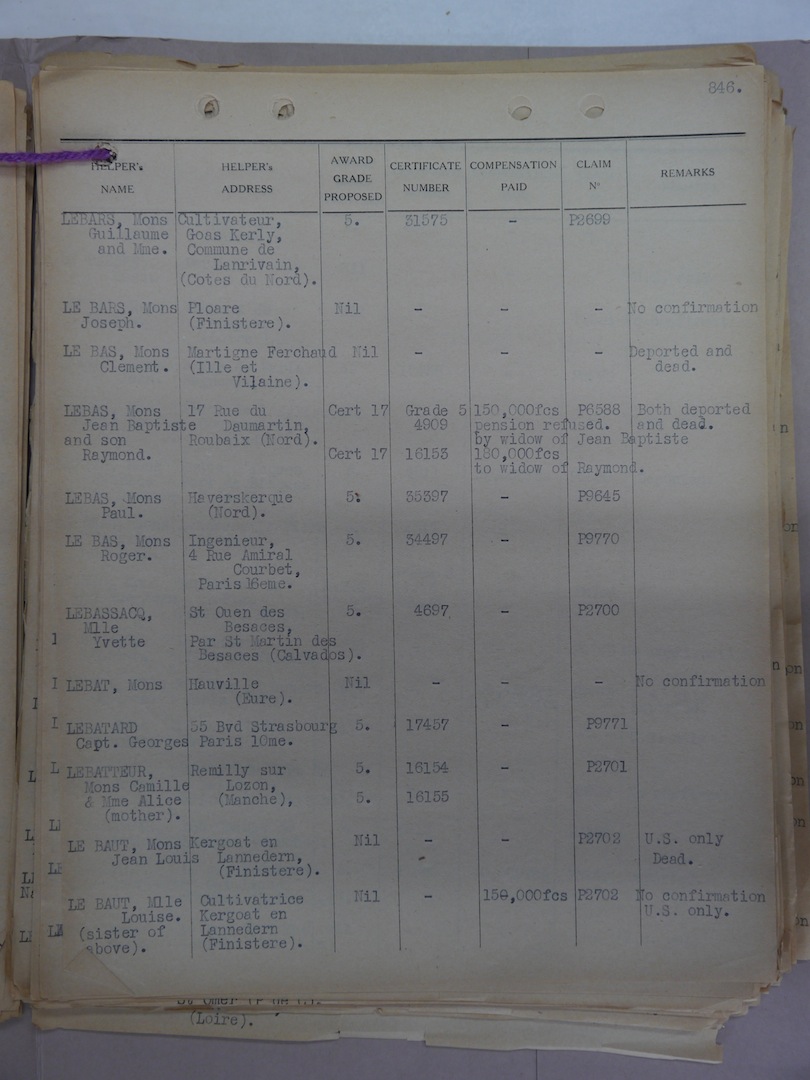 846.
HELPER's NAME | HELPER's ADDRESS | AWARD GRADE PROPOSED | CERTIFICATE NUMBER | COMPENSATION PAID | CLAIM No | REMARKS
LEBARS, Mons | Cultivateur, | 5. | 31575 | - | P2699
Guillaume | Goas Kerly,
and Mme. | Commune de
Lanrivain,
(Cotes du Nord).
LE BARS, Mons | Ploare | Nil | - | - | - | No confirmation
Joseph. | (Finistere).
LE BAS, Mons | Martigne Ferchaud | Nil | - | - | - | Deported and
Clement. | (Ille et | dead.
Vilaine).
LEBAS, Mons | 17 Rue du | Cert 17 | Grade 5 | 150,000fcs | P6588 | Both deported
Jean Baptiste | Daumartin, | 4909 | pension refused. | and dead.
and son | Roubaix (Nord). | by widow of Jean Baptiste
Raymond. | Cert 17 | 16153 | 180,000fcs
to widow of Raymond.
LEBAS, Mons | Haverskerque | 5. | 35397 | - | P9645
Paul. | (Nord).
LE BAS, Mons | Ingenieur, | 5. | 34497 | - | P9770
Roger. | 4 Rue Amiral
Courbet,
Paris 16eme.
LEBASSACQ, | St Ouen des | 5. | 4697 | - | P2700
Mlle | Besaces,
Yvette | Par St Martin des
Besaces (Calvados).
LEBAT, Mons | Hauville | Nil | - | - | - | No confirmation
(Eure).
LEBATARD | 55 Bvd Strasbourg | 5. | 17457 | - | P9771
Capt. Georges | Paris 10me.
LEBATTEUR, | Remilly sur | 5. | 16154 | - | P2701
Mons Camille | Lozon,
& Mme Alice | (Manche), | 5. | 16155
(mother).
LE BAUT, Mons | Kergoat en | Nil | - | - | P2702 | U.S. only
Jean Louis | Lannedern, | - | Dead.
(Finistere).
LE BAUT, Mlle | Cultivatrice | Nil | - | 150,000fcs | P2702 | No confirmation
Louise. | Kergoat en | U.S. only.
(sister of | Lannedern
above). | (Finistere).
(Loire).